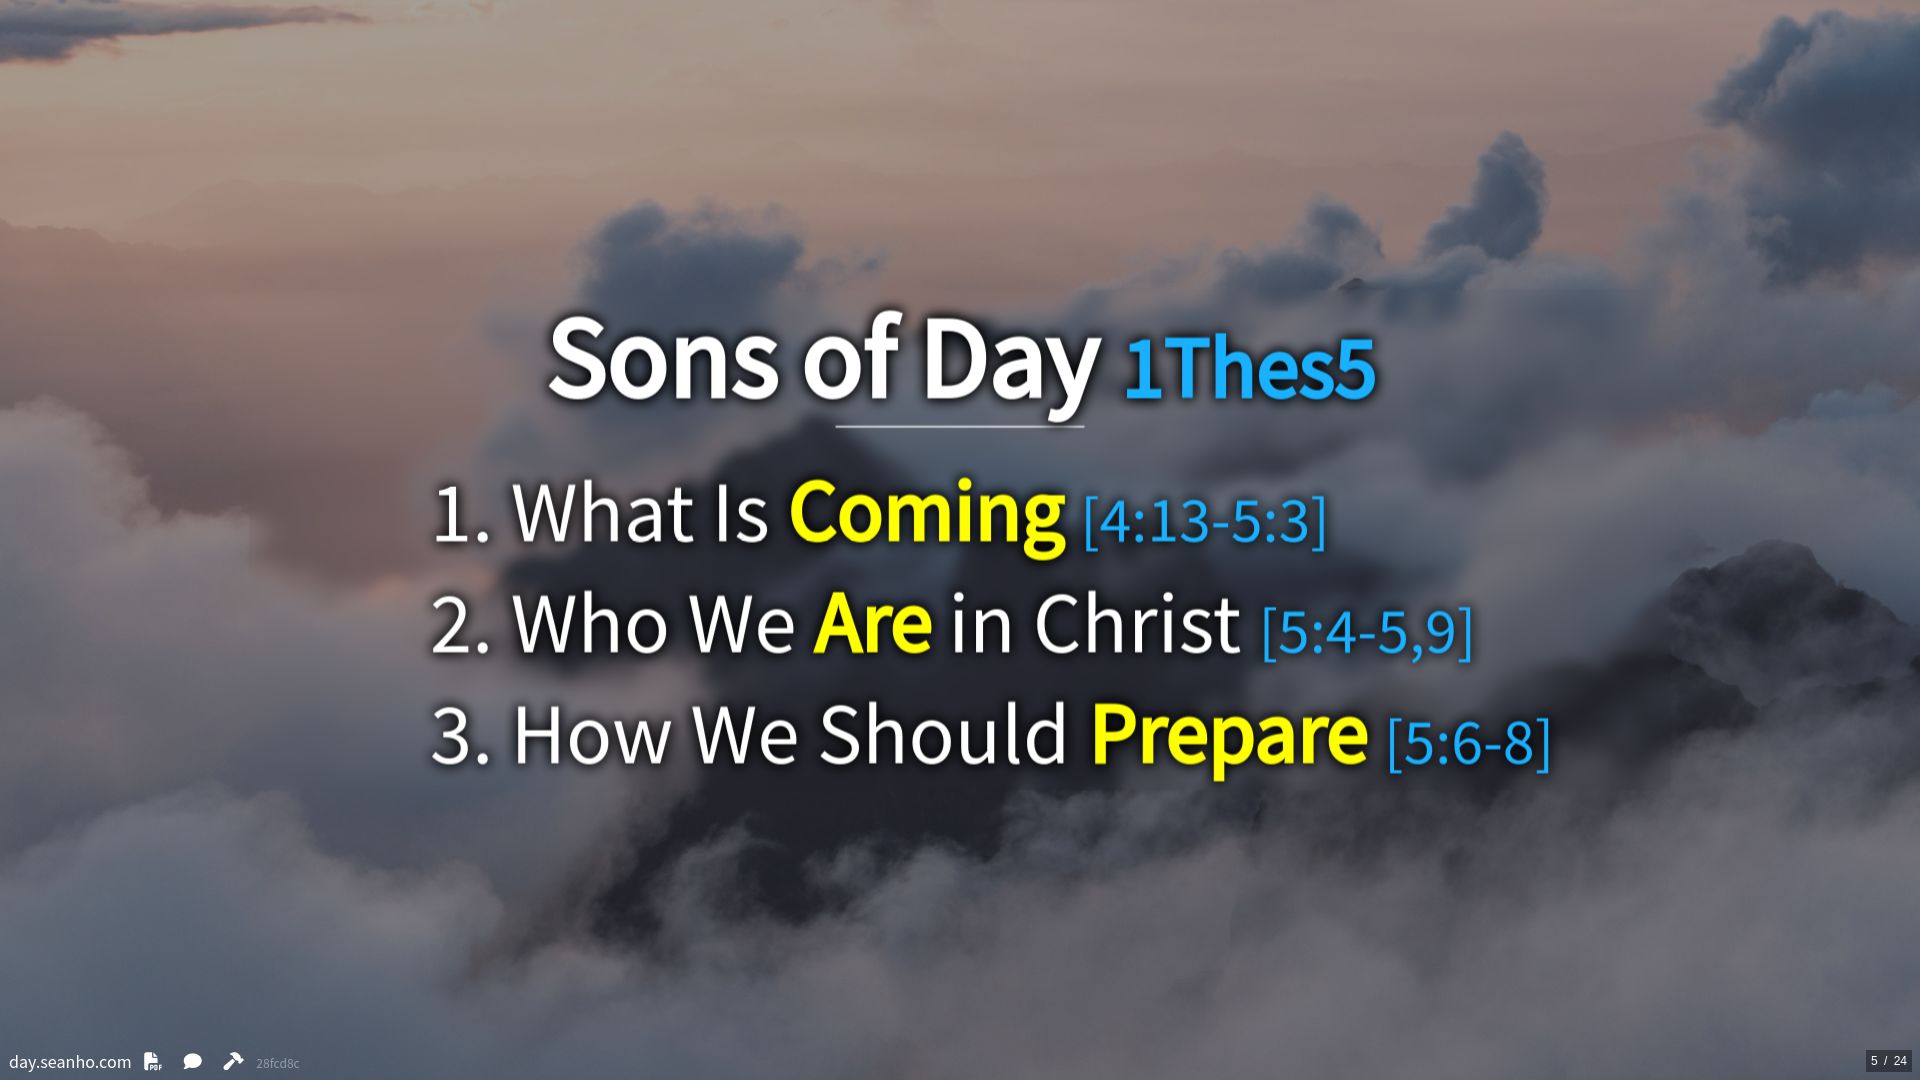 Sons of Day 1Thes5
1. What Is Coming [4:13-5:3]
2. Who We Are in Christ [5:4-5,9]
3. How We Should Prepare [5:6-8]
day.seanho.com PDF 28fcd8c
5 / 24